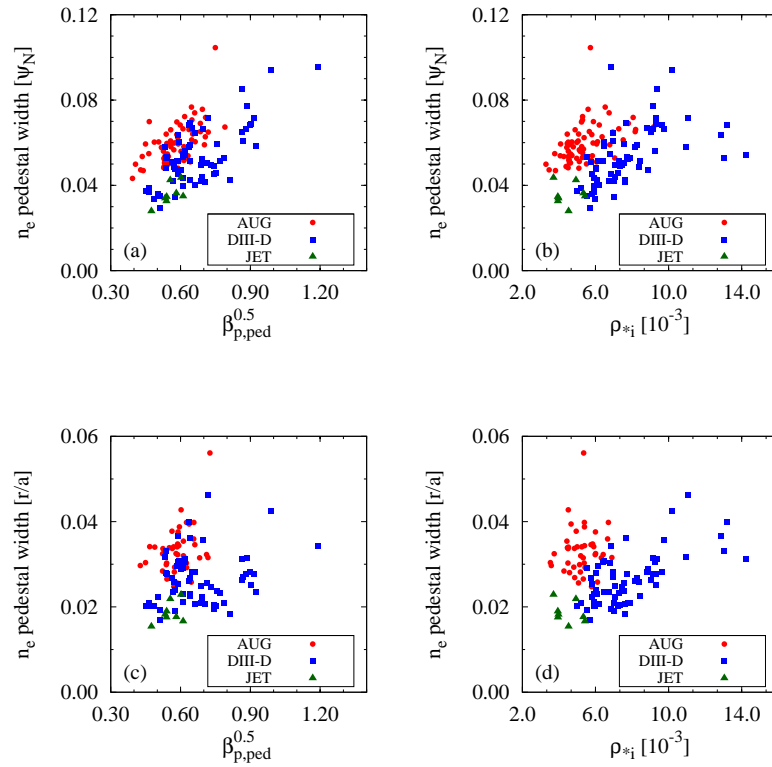 n_e pedestal width [ψ_N]
0.12
0.08
0.04
0.00
(a)
AUG
DIII-D
JET
0.30 0.60 0.90 1.20
β_{p,ped}^{0.5}
n_e pedestal width [ψ_N]
0.12
0.08
0.04
0.00
(b)
AUG
DIII-D
JET
2.0 6.0 10.0 14.0
ρ_{*i} [10^{-3}]
n_e pedestal width [r/a]
0.06
0.04
0.02
0.00
(c)
AUG
DIII-D
JET
0.30 0.60 0.90 1.20
β_{p,ped}^{0.5}
n_e pedestal width [r/a]
0.06
0.04
0.02
0.00
(d)
AUG
DIII-D
JET
2.0 6.0 10.0 14.0
ρ_{*i} [10^{-3}]